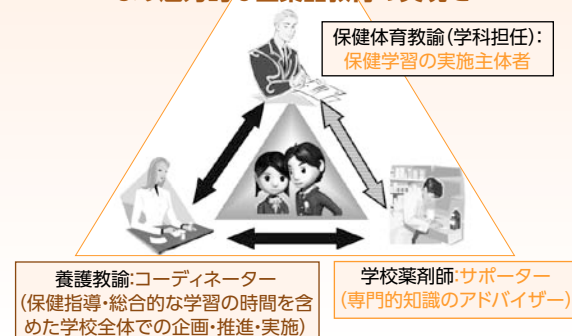 保健体育教諭(学科担任):
保健学習の実施主体者
養護教諭:コーディネーター
(保健指導・総合的な学習の時間を含
めた学校全体での企画・推進・実施)
学校薬剤師:サポーター
(専門的知識のアドバイザー)